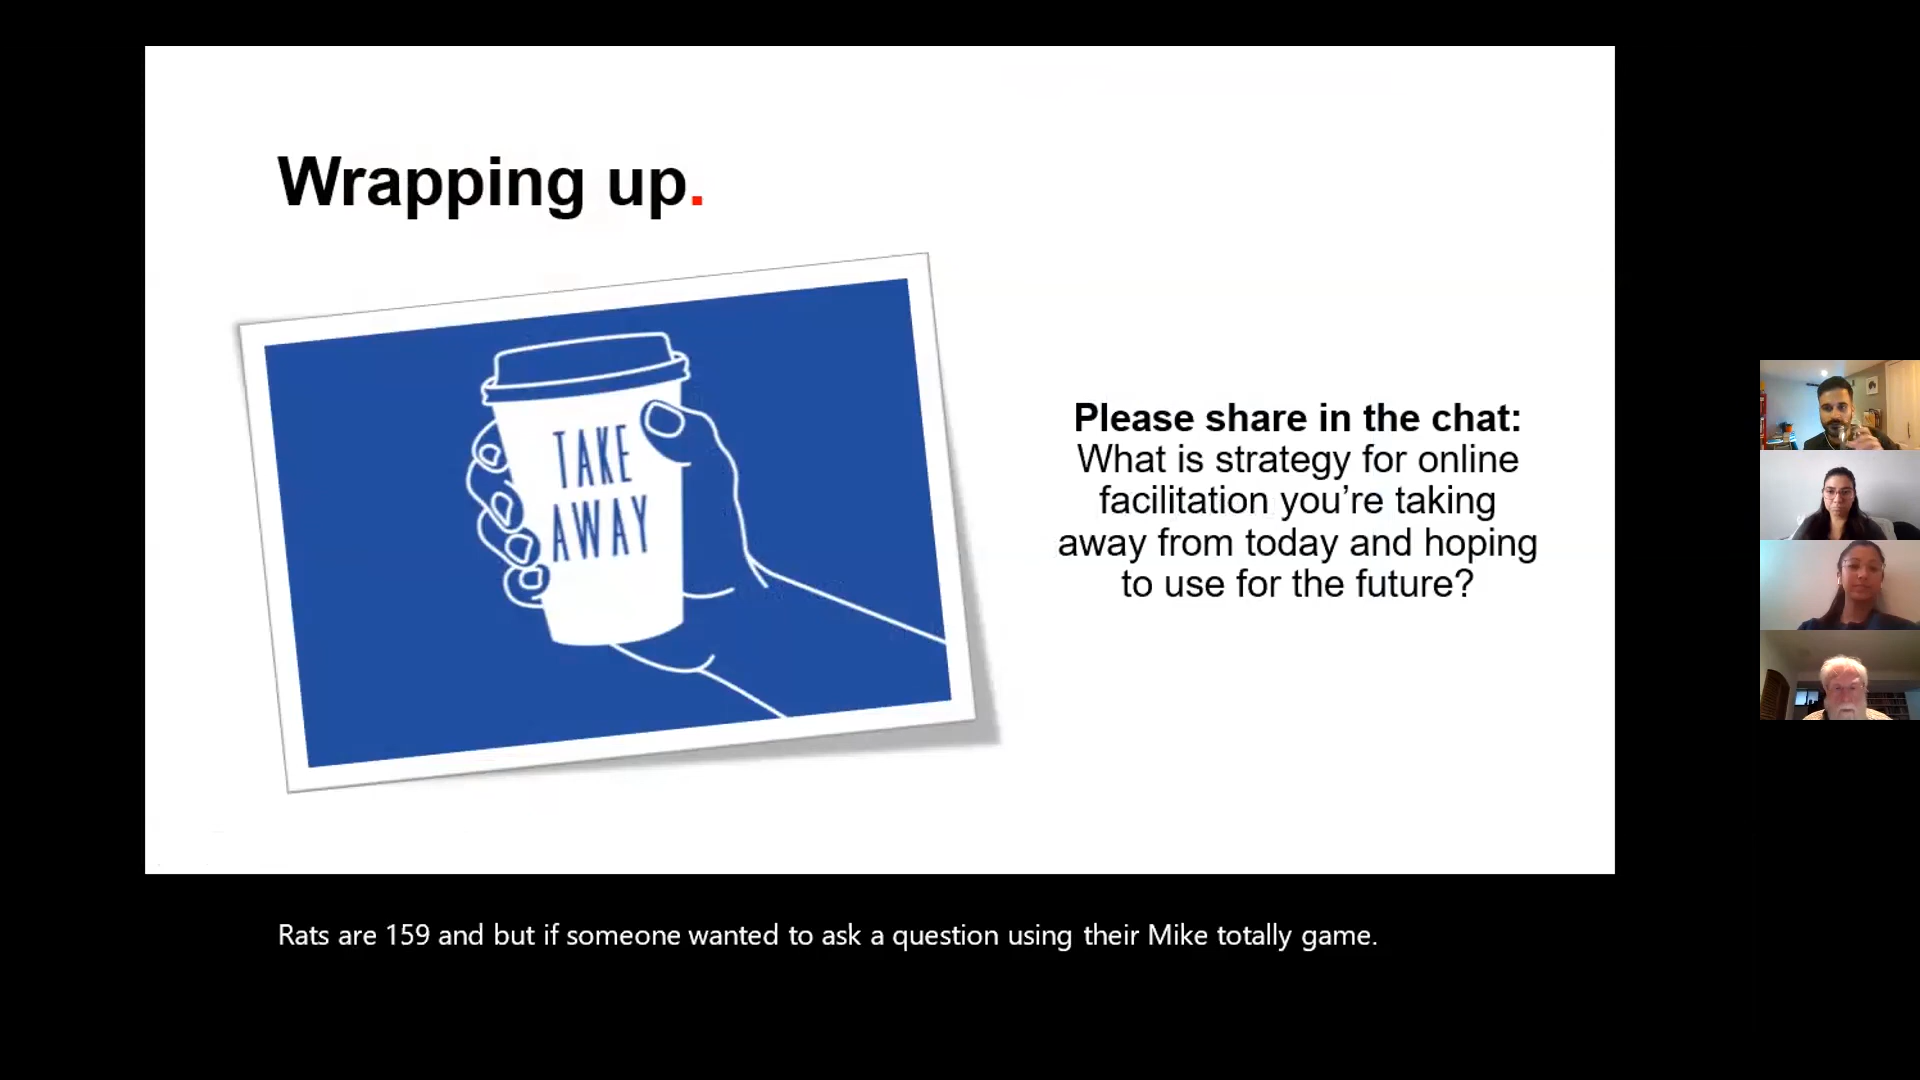 Wrapping up.
TAKE
AWAY
Please share in the chat:
What is strategy for online
facilitation you’re taking
away from today and hoping
to use for the future?
Rats are 159 and but if someone wanted to ask a question using their Mike totally game.